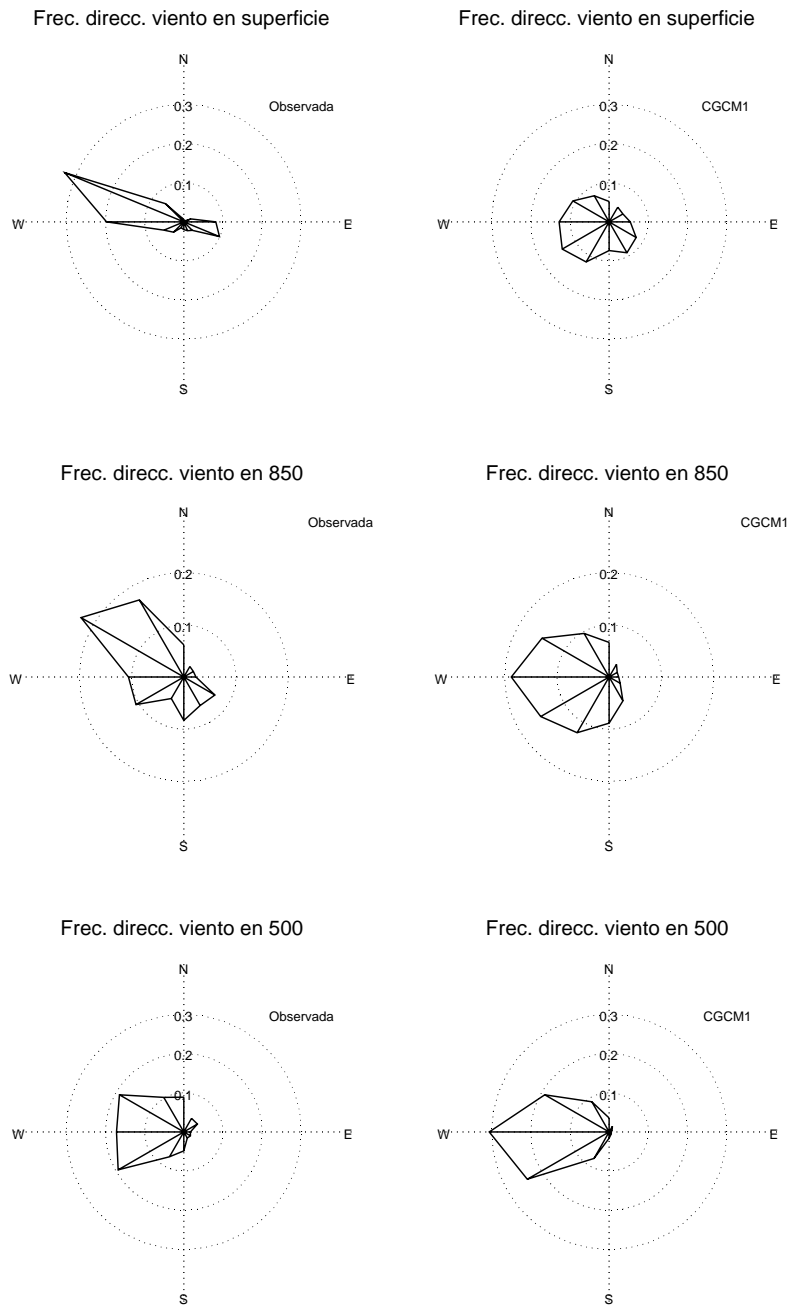 Frec. direcc. viento en superficie
N
Observada
0.3
0.2
0.1
W
E
S
Frec. direcc. viento en superficie
N
CGCM1
0.3
0.2
0.1
W
E
S
Frec. direcc. viento en 850
N
Observada
0.2
0.1
W
E
S
Frec. direcc. viento en 850
N
CGCM1
0.2
0.1
W
E
S
Frec. direcc. viento en 500
N
Observada
0.3
0.2
0.1
W
E
S
Frec. direcc. viento en 500
N
CGCM1
0.3
0.2
0.1
W
E
S